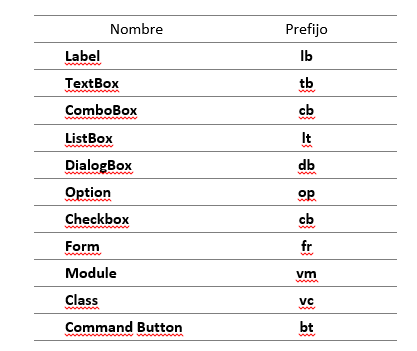 Nombre Prefijo
Label lb
TextBox tb
ComboBox cb
ListBox lt
DialogBox db
Option op
Checkbox cb
Form fr
Module vm
Class vc
Command Button bt